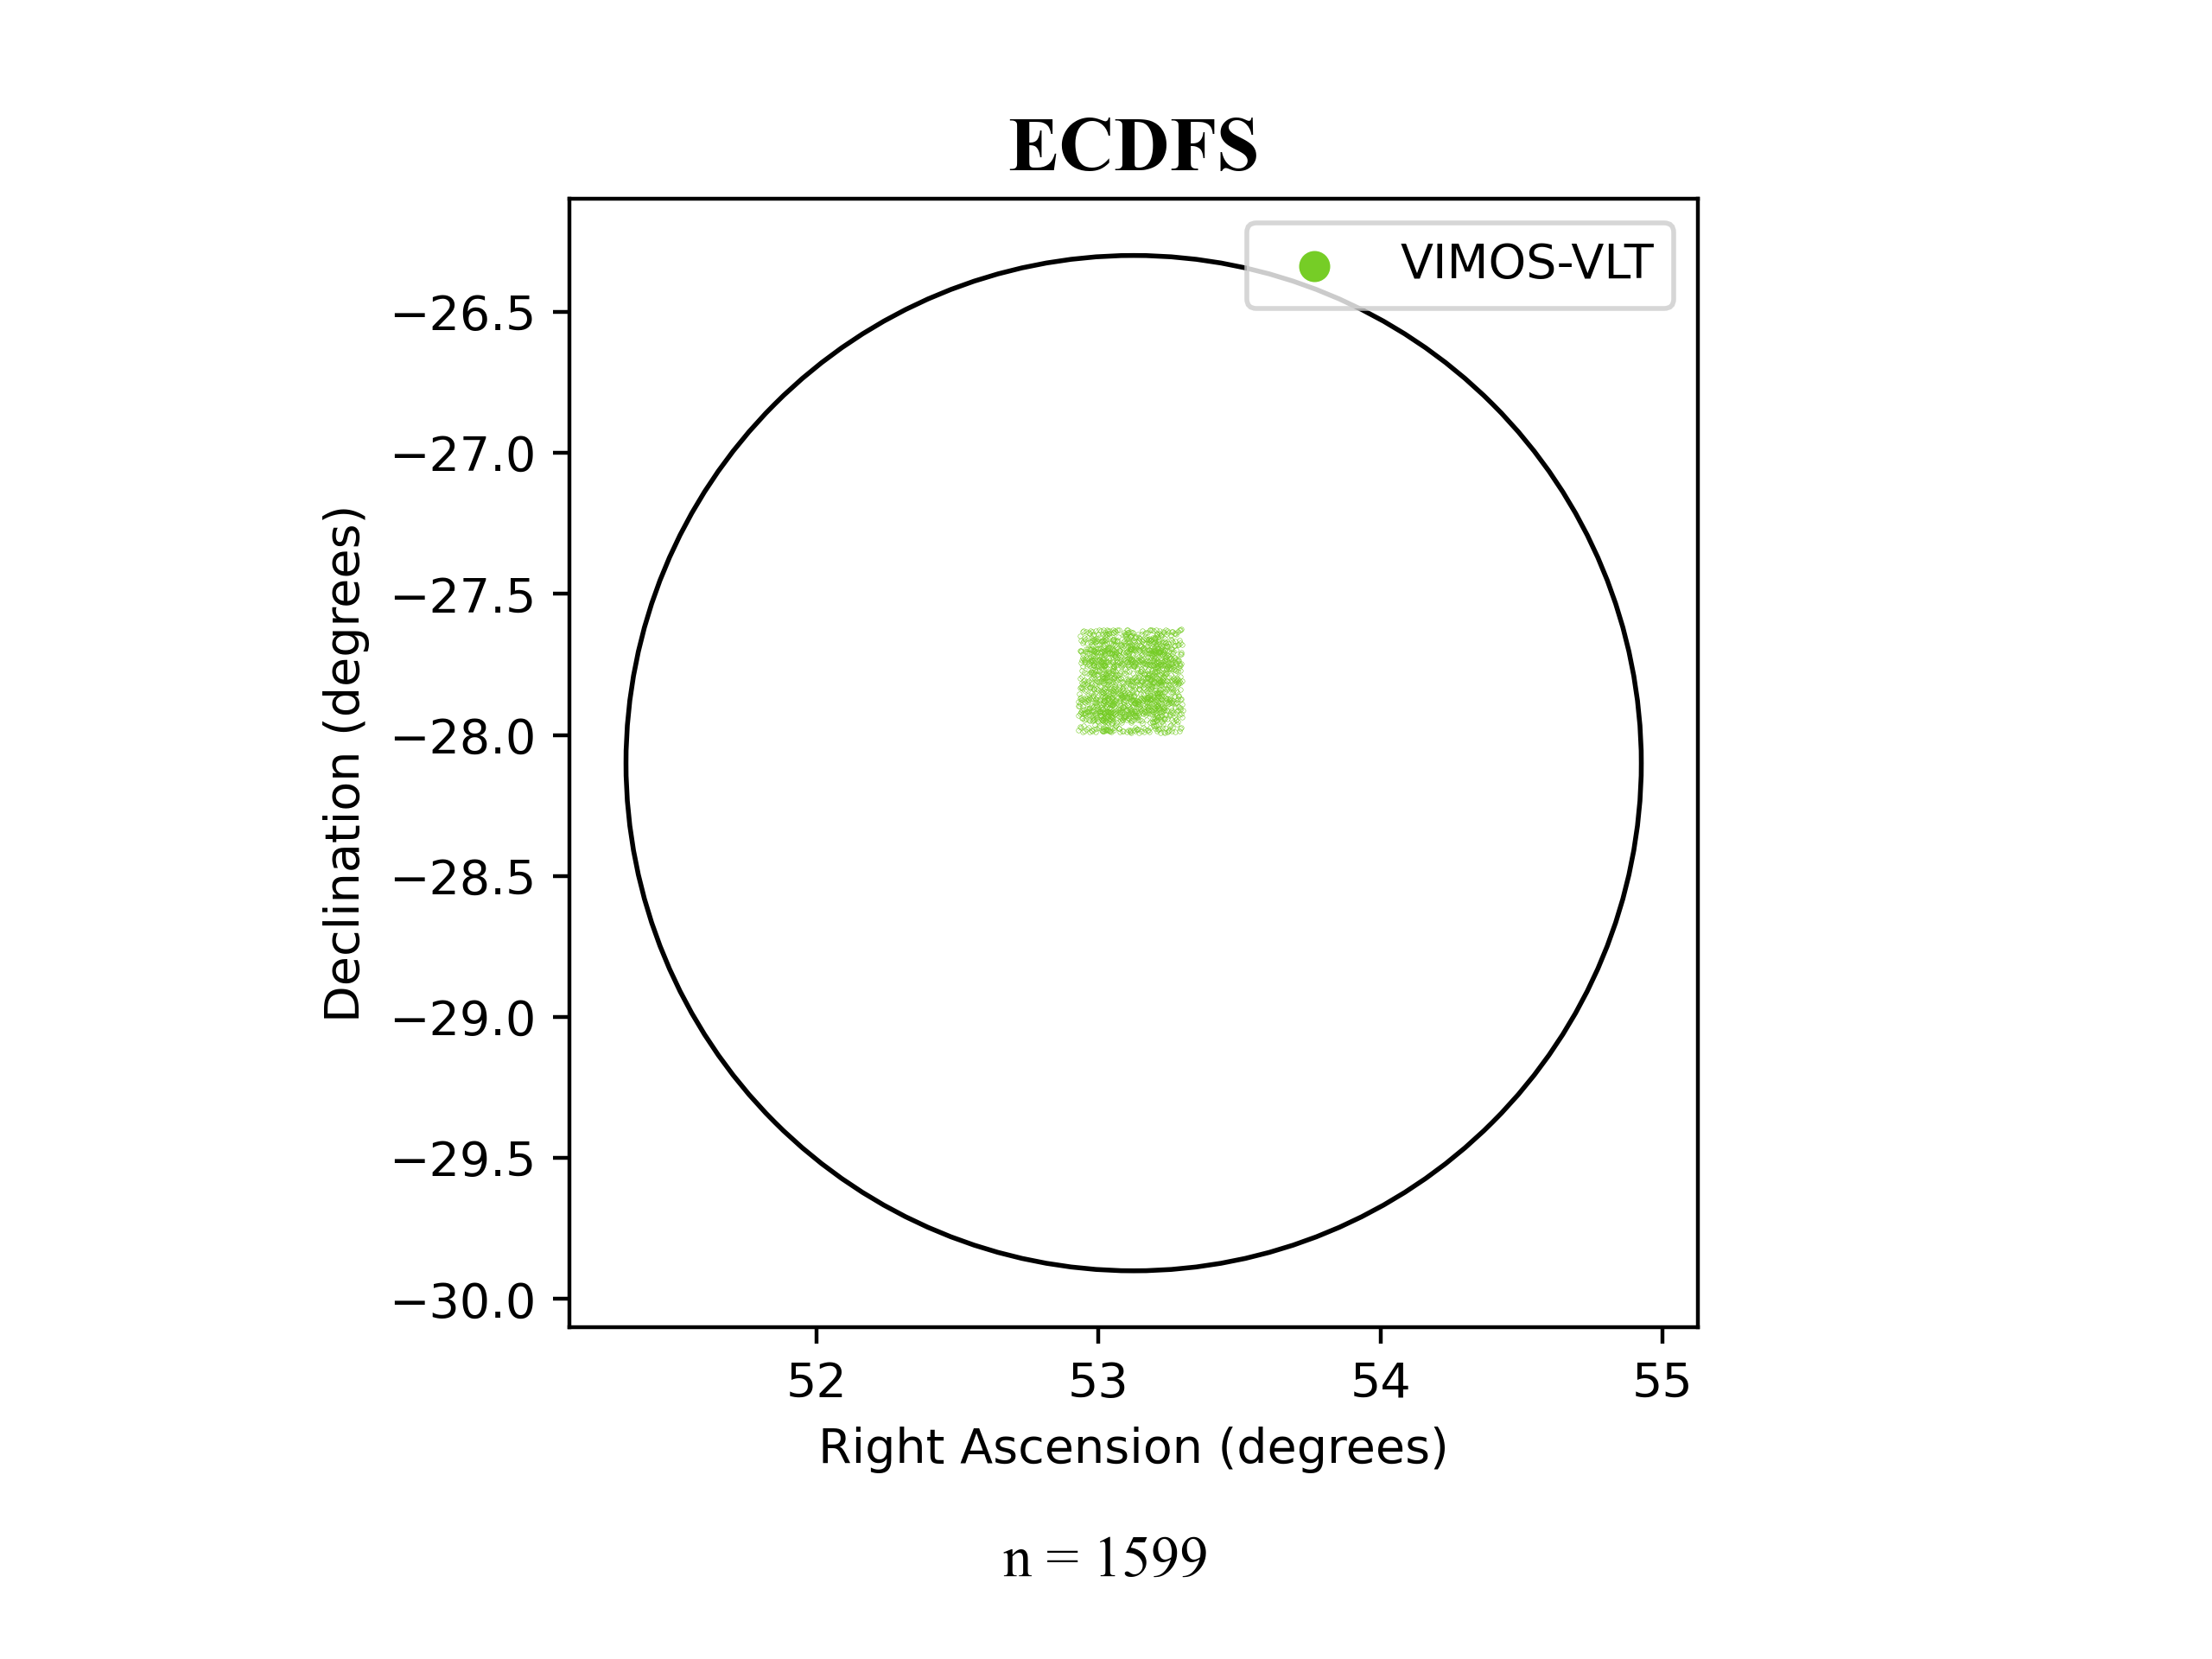 ECDFS
VIMOS-VLT
−26.5
−27.0
−27.5
−28.0
−28.5
−29.0
−29.5
−30.0
Declination (degrees)
52 53 54 55
Right Ascension (degrees)
n = 1599